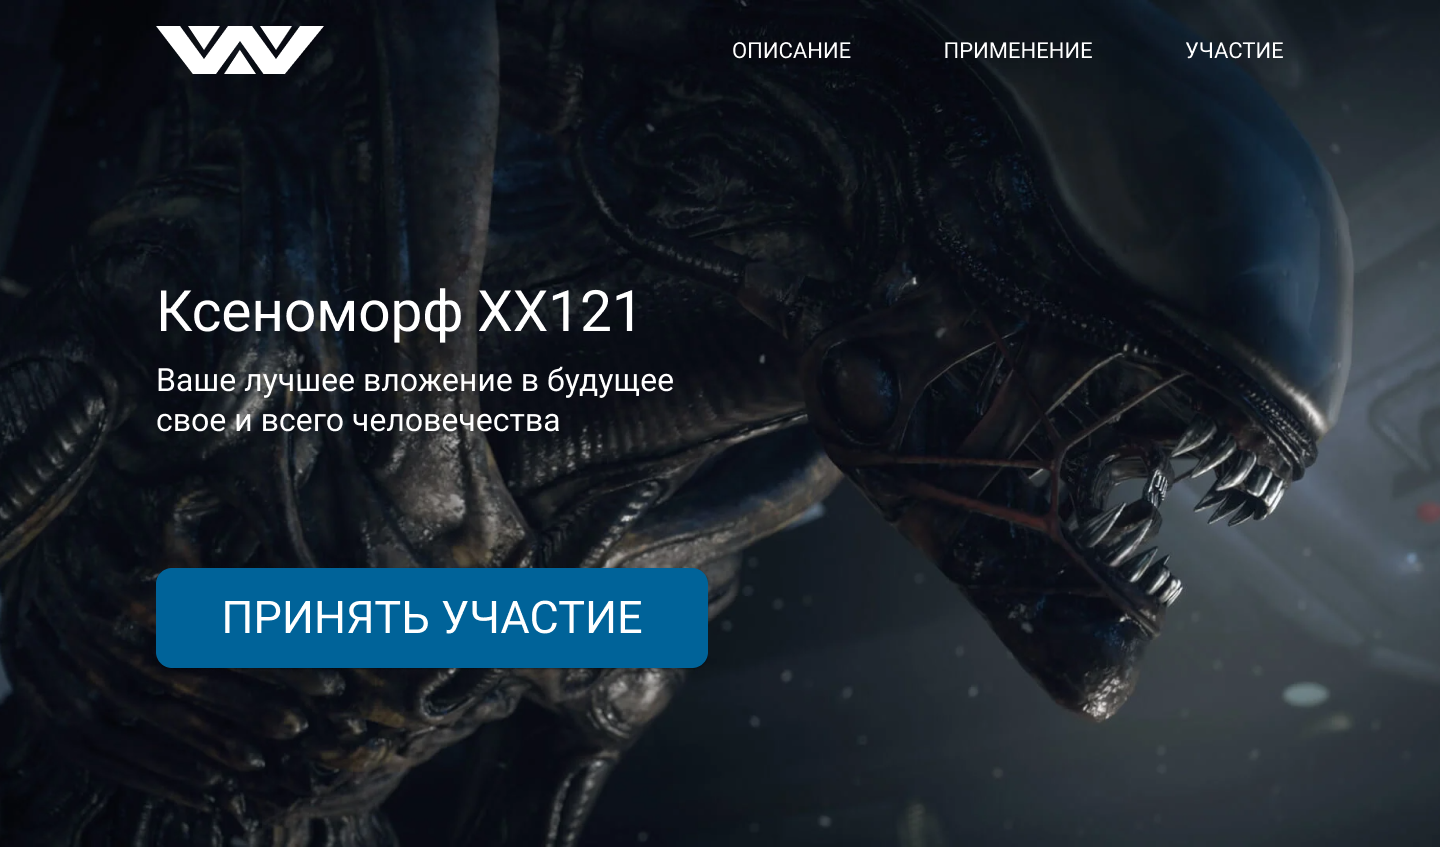 ОПИСАНИЕ ПРИМЕНЕНИЕ УЧАСТИЕ
Ксеноморф XX121
Ваше лучшее вложение в будущее
свое и всего человечества
ПРИНЯТЬ УЧАСТИЕ